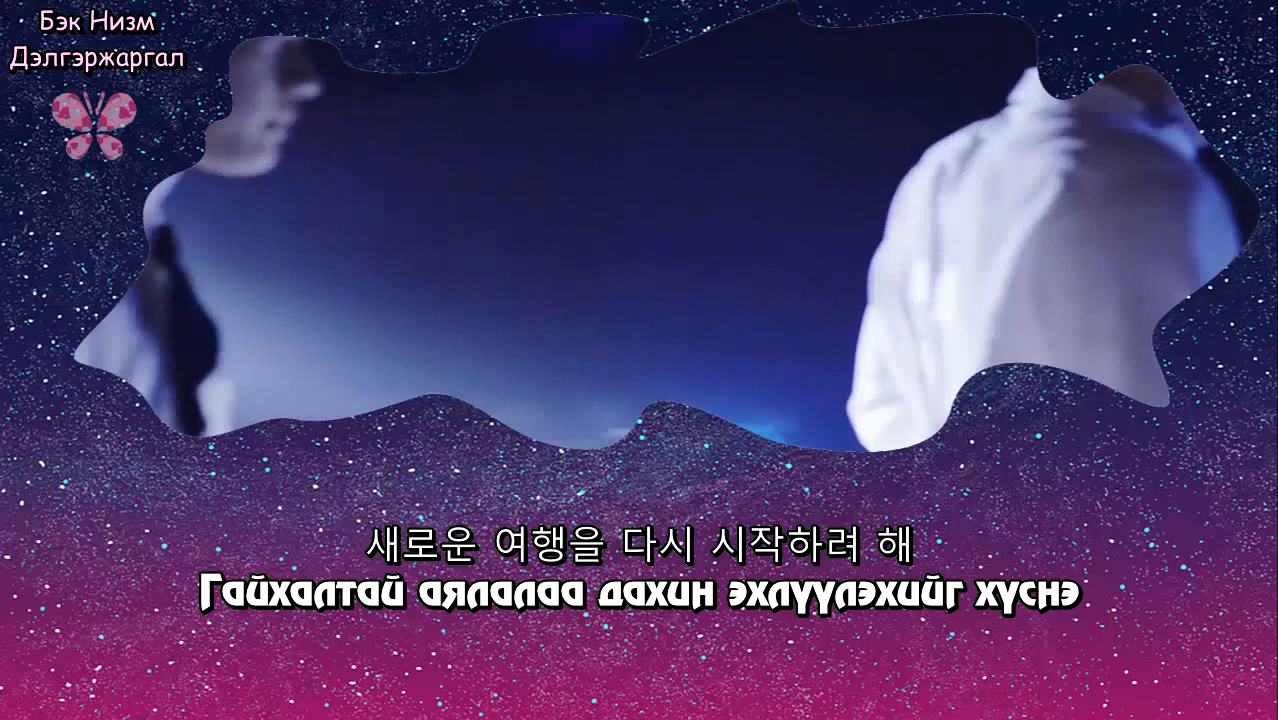 Бэк Низм
Дэлгэржаргал
새로운 여행을 다시 시작하려 해
Гайхалтай аялалаа дахин эхлүүлэхийг хүснэ